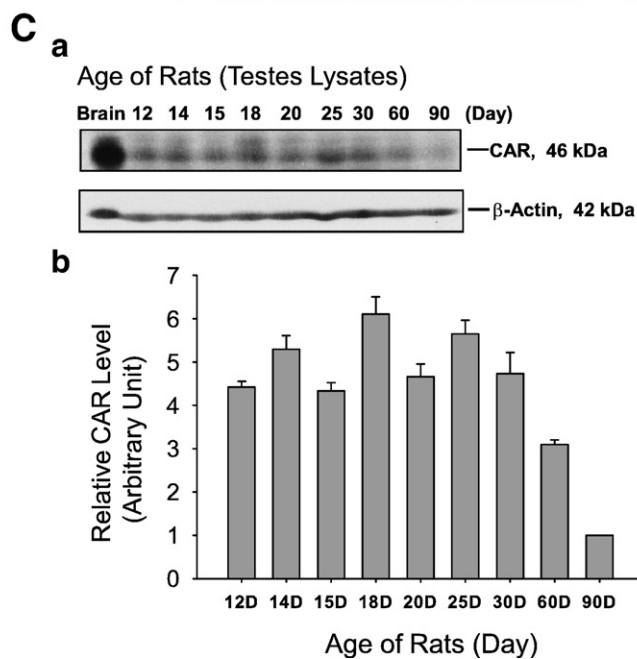 C
a
Age of Rats (Testes Lysates)
Brain 12 14 15 18 20 25 30 60 90 (Day)
CAR, 46 kDa
β-Actin, 42 kDa
b
7
6
5
4
3
2
1
0
Relative CAR Level
(Arbitrary Unit)
12D 14D 15D 18D 20D 25D 30D 60D 90D
Age of Rats (Day)